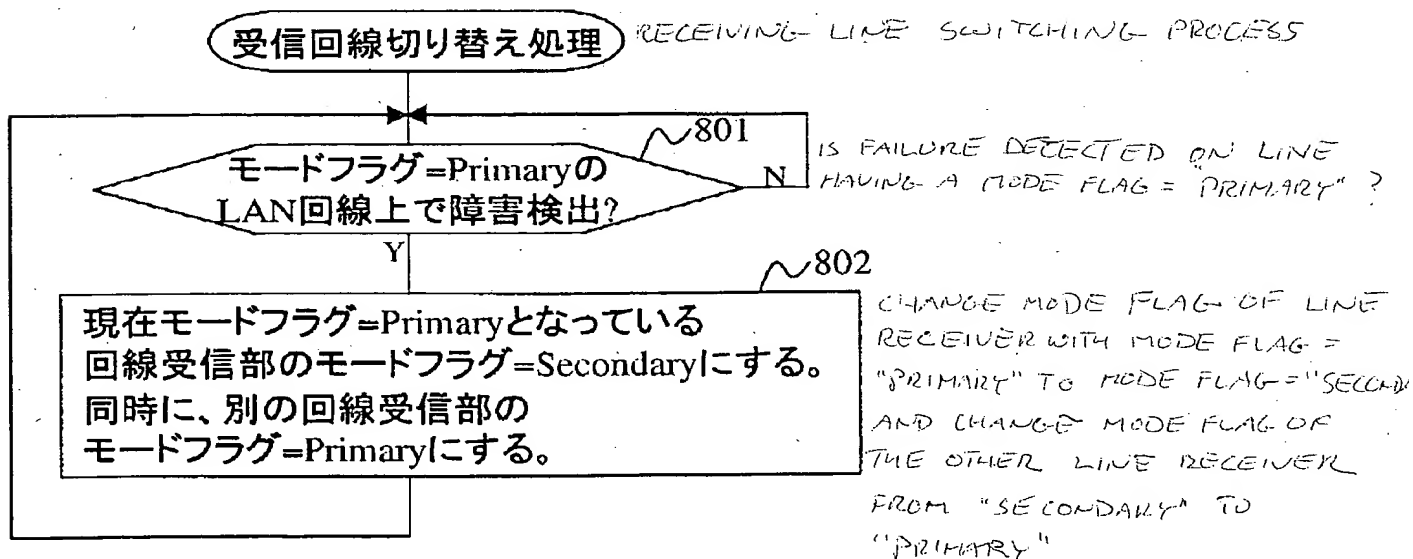 受信回線切り替え処理
RECEIVING LINE SWITCHING PROCESS
801
モードフラグ=Primaryの
LAN回線上で障害検出?
N
IS FAILURE DETECTED ON LINE
HAVING A MODE FLAG = "PRIMARY" ?
Y
802
現在モードフラグ=Primaryとなっている
回線受信部のモードフラグ=Secondaryにする。
同時に、別の回線受信部の
モードフラグ=Primaryにする。
CHANGE MODE FLAG OF LINE
RECEIVER WITH MODE FLAG =
"PRIMARY" TO MODE FLAG = "SECOND
AND CHANGE MODE FLAG OF
THE OTHER LINE RECEIVER
FROM "SECONDARY" TO
"PRIMARY"